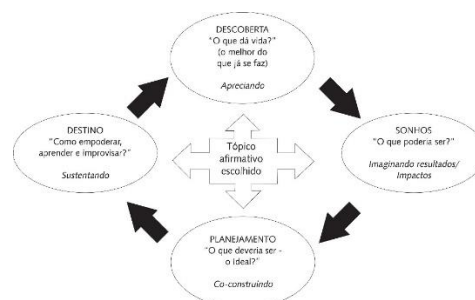 DESCOBERTA
"O que dá vida?"
(o melhor do
que já se faz)
Apreciando
SONHOS
"O que poderia ser?"
Imaginando resultados/
Impactos
PLANEJAMENTO
"O que deveria ser -
o ideal?"
Co-construindo
DESTINO
"Como empoderar,
aprender e improvisar?"
Sustentando
Tópico
afirmativo
escolhido